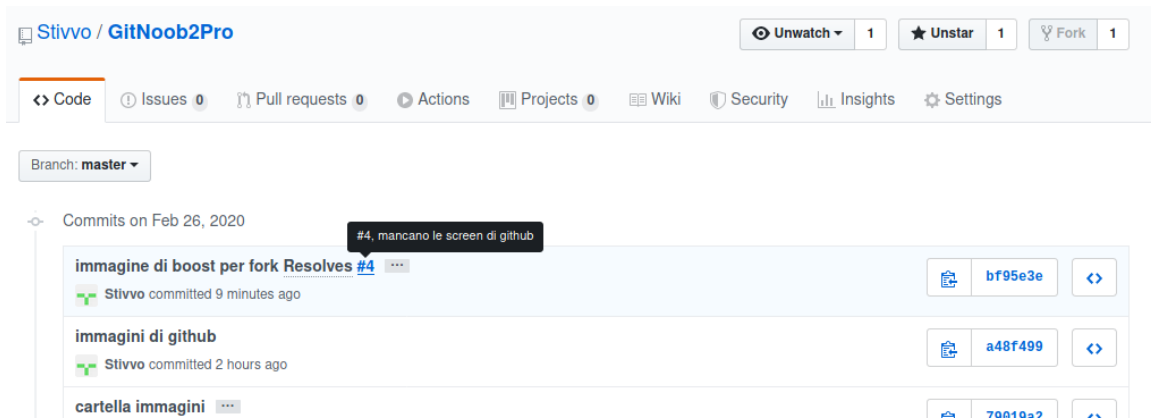 Stivvo / GitNoob2Pro
Unwatch 1 Unstar 1 Fork 1
Code Issues 0 Pull requests 0 Actions Projects 0 Wiki Security Insights Settings
Branch: master
Commits on Feb 26, 2020
#4, mancano le screen di github
immagine di boost per fork Resolves #4 ...
Stivvo committed 9 minutes ago
bf95e3e
immagini di github
Stivvo committed 2 hours ago
a48f499
cartella immagini ...
79019a2